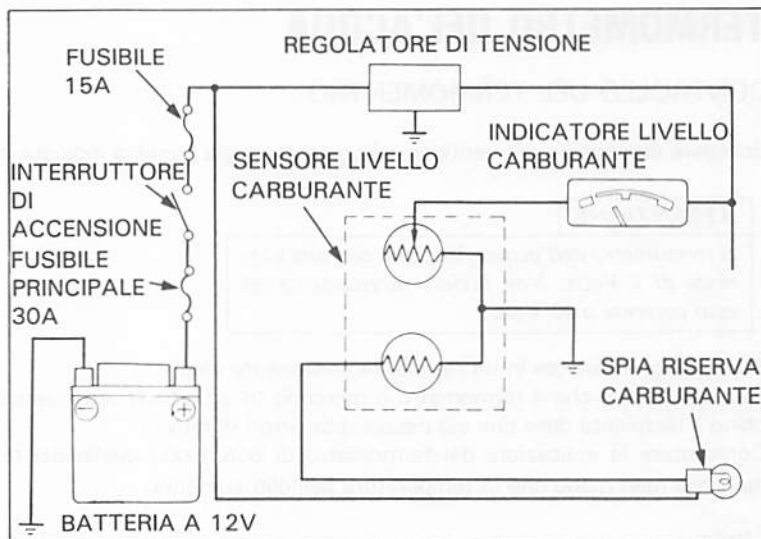 FUSIBILE
15A
REGOLATORE DI TENSIONE
INDICATORE LIVELLO
CARBURANTE
SENSORE LIVELLO
CARBURANTE
INTERRUTTORE
DI
ACCENSIONE
FUSIBILE
PRINCIPALE
30A
SPIA RISERVA
CARBURANTE
BATTERIA A 12V